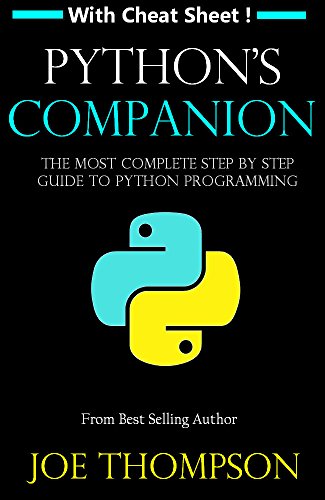 With Cheat Sheet !
PYTHON'S
COMPANION
THE MOST COMPLETE STEP BY STEP
GUIDE TO PYTHON PROGRAMMING
From Best Selling Author
JOE THOMPSON